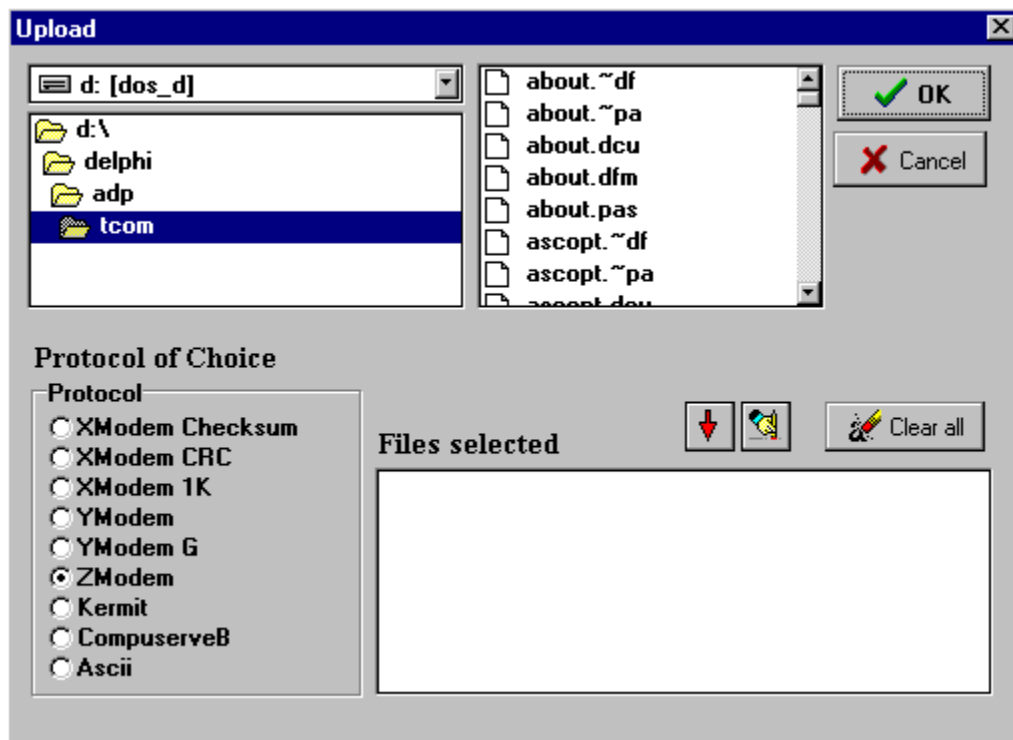 Upload
d: [dos_d]
d:\
delphi
adp
tcom
about.~df
about.~pa
about.dcu
about.dfm
about.pas
ascopt.~df
ascopt.~pa
ascopt.dcu
OK
Cancel
Protocol of Choice
Protocol
XModem Checksum
XModem CRC
XModem 1K
YModem
YModem G
ZModem
Kermit
CompuserveB
Ascii
Files selected
Clear all